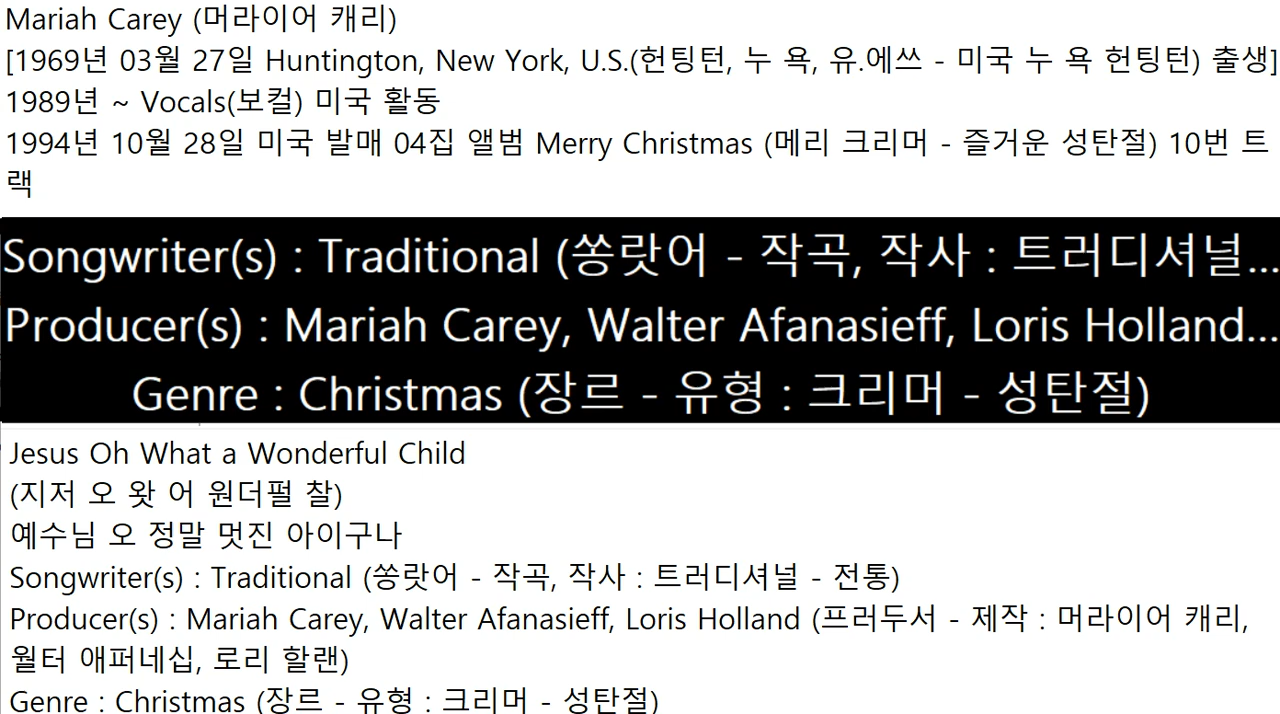 Mariah Carey (머라이어 캐리)
[1969년 03월 27일 Huntington, New York, U.S.(헌팅턴, 누 욕, 유.에쓰 - 미국 누 욕 헌팅턴) 출생]
1989년 ~ Vocals(보컬) 미국 활동
1994년 10월 28일 미국 발매 04집 앨범 Merry Christmas (메리 크리머 - 즐거운 성탄절) 10번 트
랙
Songwriter(s) : Traditional (쏭랏어 - 작곡, 작사 : 트러디셔널...
Producer(s) : Mariah Carey, Walter Afanasieff, Loris Holland...
Genre : Christmas (장르 - 유형 : 크리머 - 성탄절)
Jesus Oh What a Wonderful Child
(지저 오 왓 어 원더펄 찰)
예수님 오 정말 멋진 아이구나
Songwriter(s) : Traditional (쏭랏어 - 작곡, 작사 : 트러디셔널 - 전통)
Producer(s) : Mariah Carey, Walter Afanasieff, Loris Holland (프러두서 - 제작 : 머라이어 캐리,
월터 애퍼네십, 로리 할랜)
Genre : Christmas (장르 - 유형 : 크리머 - 성탄절)